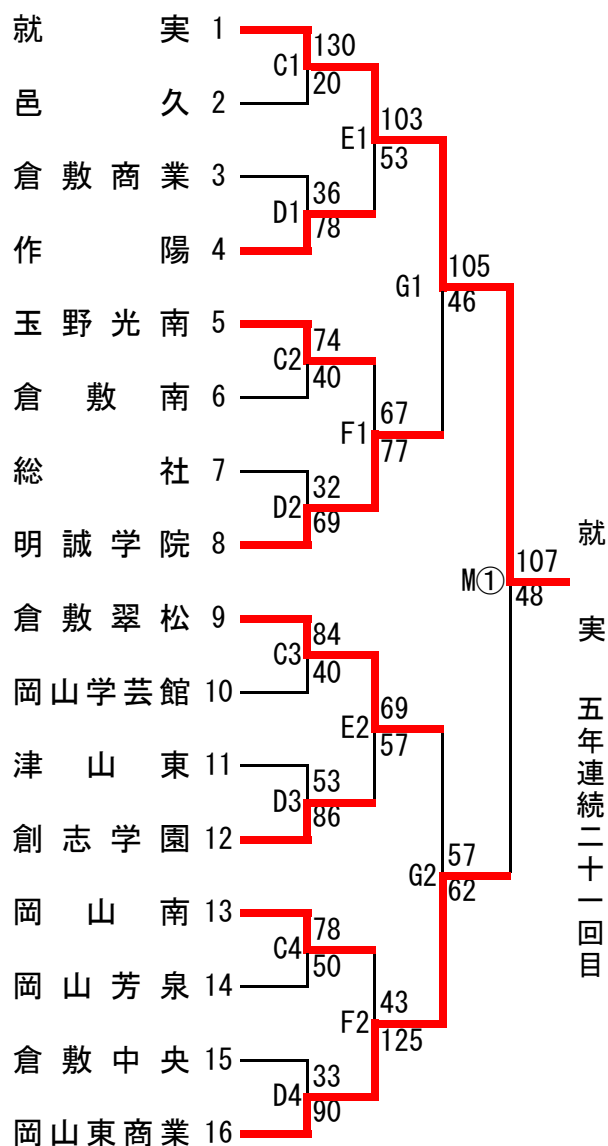 就実 1
130
C1
20
邑久 2
103
E1
53
倉敷商業 3
36
D1
78
作陽 4
105
G1
46
玉野光南 5
74
C2
40
倉敷南 6
67
F1
77
総社 7
32
D2
69
明誠学院 8
107
M①
48
就実 五年連続二十一回目
倉敷翠松 9
84
C3
40
岡山学芸館 10
69
E2
57
津山東 11
53
D3
86
創志学園 12
57
G2
62
岡山南 13
78
C4
50
岡山芳泉 14
43
F2
125
倉敷中央 15
33
D4
90
岡山東商業 16